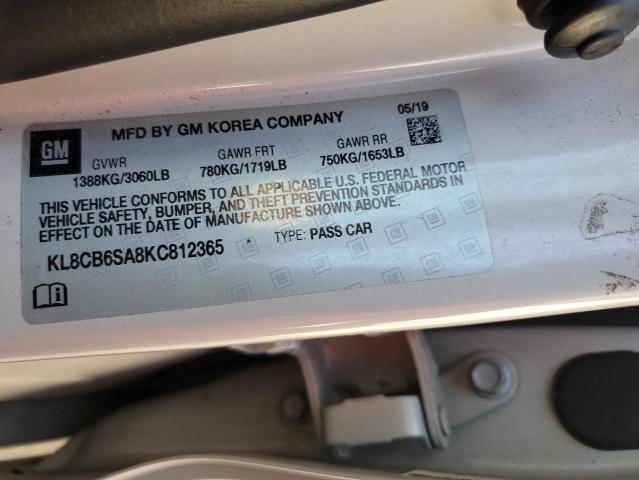 GM
MFD BY GM KOREA COMPANY
05/19
GVWR
GAWR FRT
GAWR RR
1388KG/3060LB
780KG/1719LB
750KG/1653LB
THIS VEHICLE CONFORMS TO ALL APPLICABLE U.S. FEDERAL MOTOR
VEHICLE SAFETY, BUMPER, AND THEFT PREVENTION STANDARDS IN
EFFECT ON THE DATE OF MANUFACTURE SHOWN ABOVE.
KL8CB6SA8KC812365
TYPE: PASS CAR